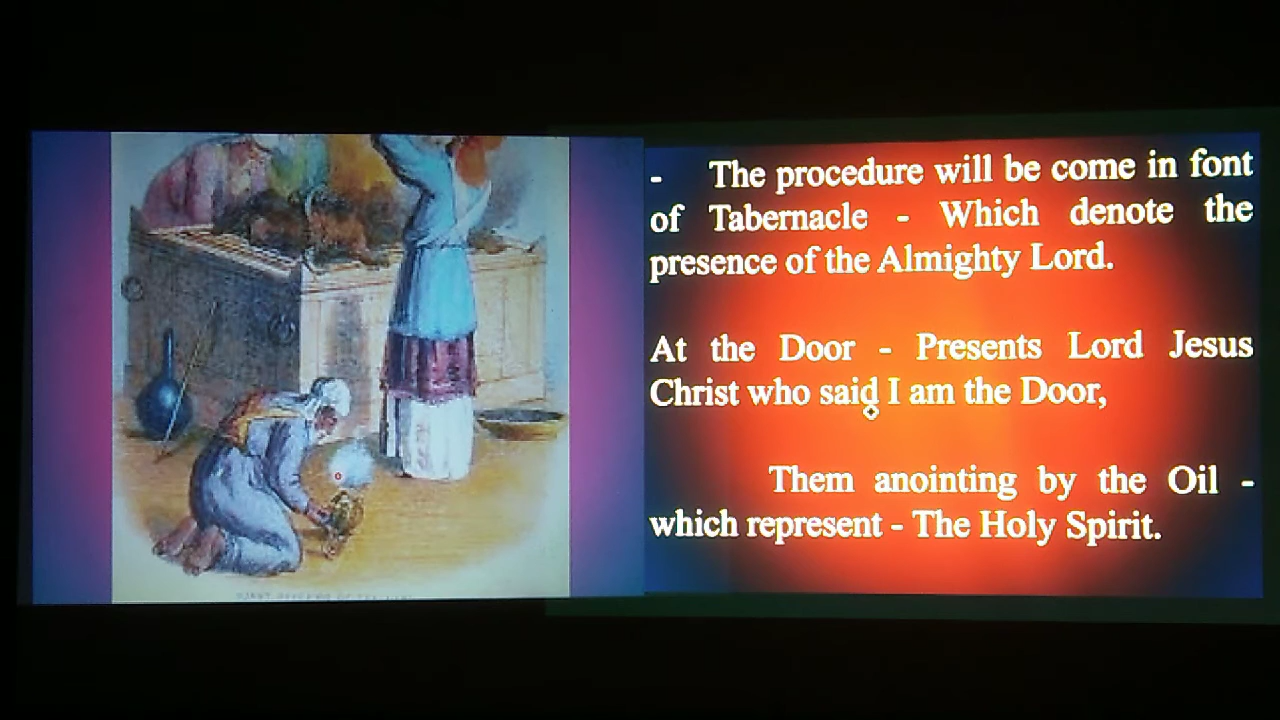 - The procedure will be come in font
of Tabernacle - Which denote the
presence of the Almighty Lord.
At the Door - Presents Lord Jesus
Christ who said I am the Door,
Them anointing by the Oil -
which represent - The Holy Spirit.